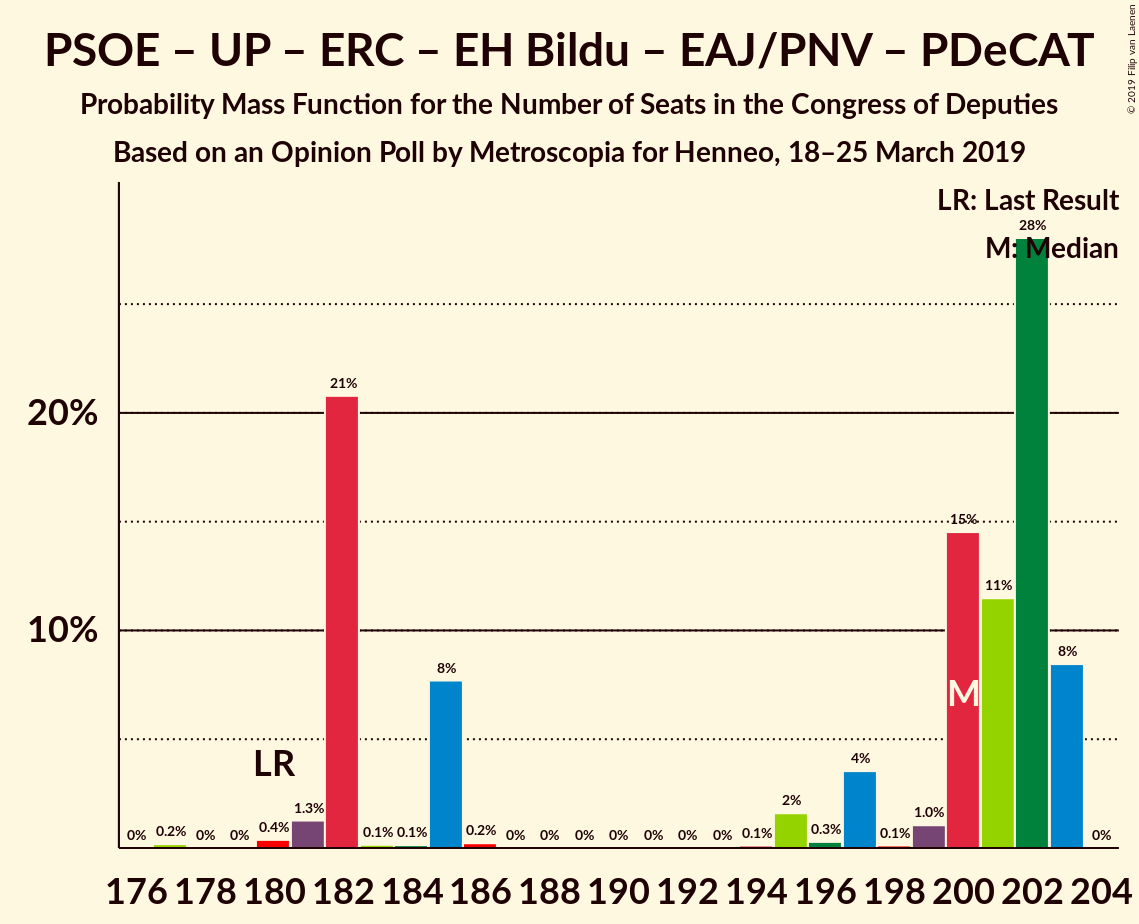 PSOE – UP – ERC – EH Bildu – EAJ/PNV – PDeCAT
Probability Mass Function for the Number of Seats in the Congress of Deputies
Based on an Opinion Poll by Metroscopia for Henneo, 18–25 March 2019
© 2019 Filip van Laenen
LR: Last Result
M: Median
28%
21%
20%
15%
11%
10%
8%
8%
M
LR
4%
2%
1.3%
1.0%
0% 0.2% 0% 0% 0.4% 0.1% 0.1% 0.2% 0% 0% 0% 0% 0% 0% 0% 0.1% 0.3% 0.1% 0%
176 178 180 182 184 186 188 190 192 194 196 198 200 202 204